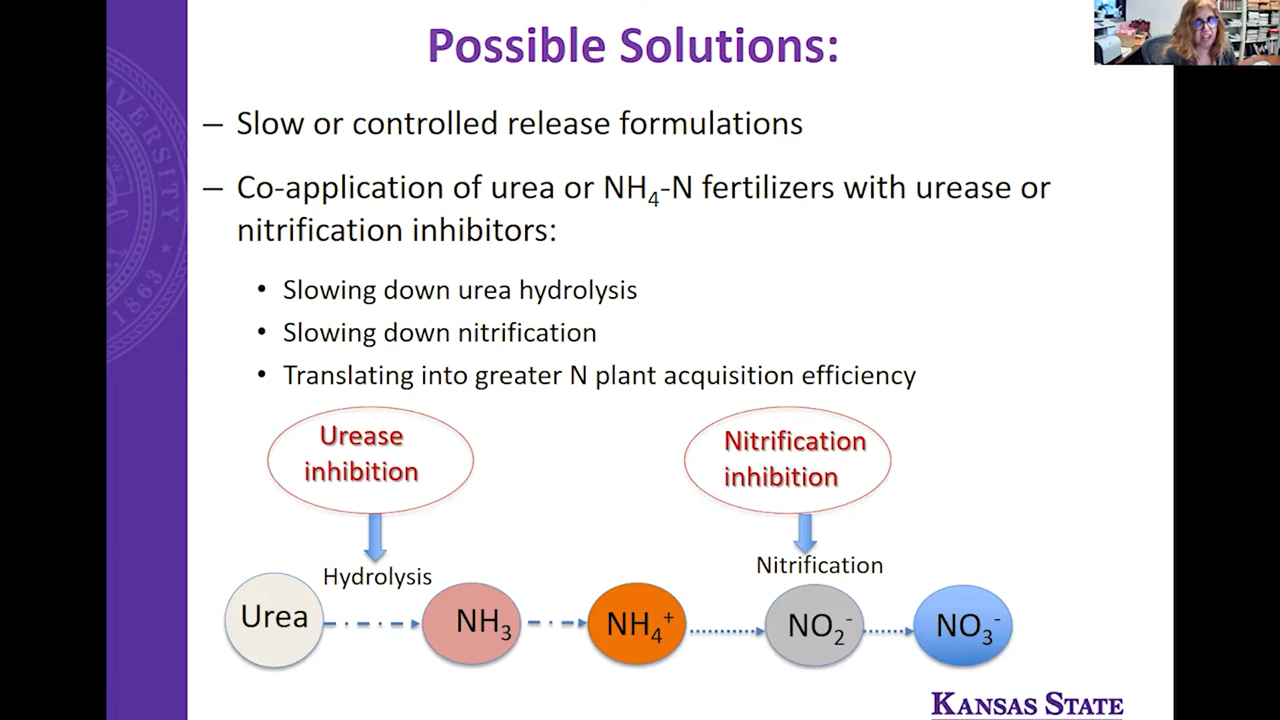 Possible Solutions:
– Slow or controlled release formulations
– Co-application of urea or NH₄-N fertilizers with urease or
nitrification inhibitors:
• Slowing down urea hydrolysis
• Slowing down nitrification
• Translating into greater N plant acquisition efficiency
Urease
inhibition
Nitrification
inhibition
Hydrolysis
Nitrification
Urea
NH₃
NH₄⁺
NO₂⁻
NO₃⁻
KANSAS STATE
1863